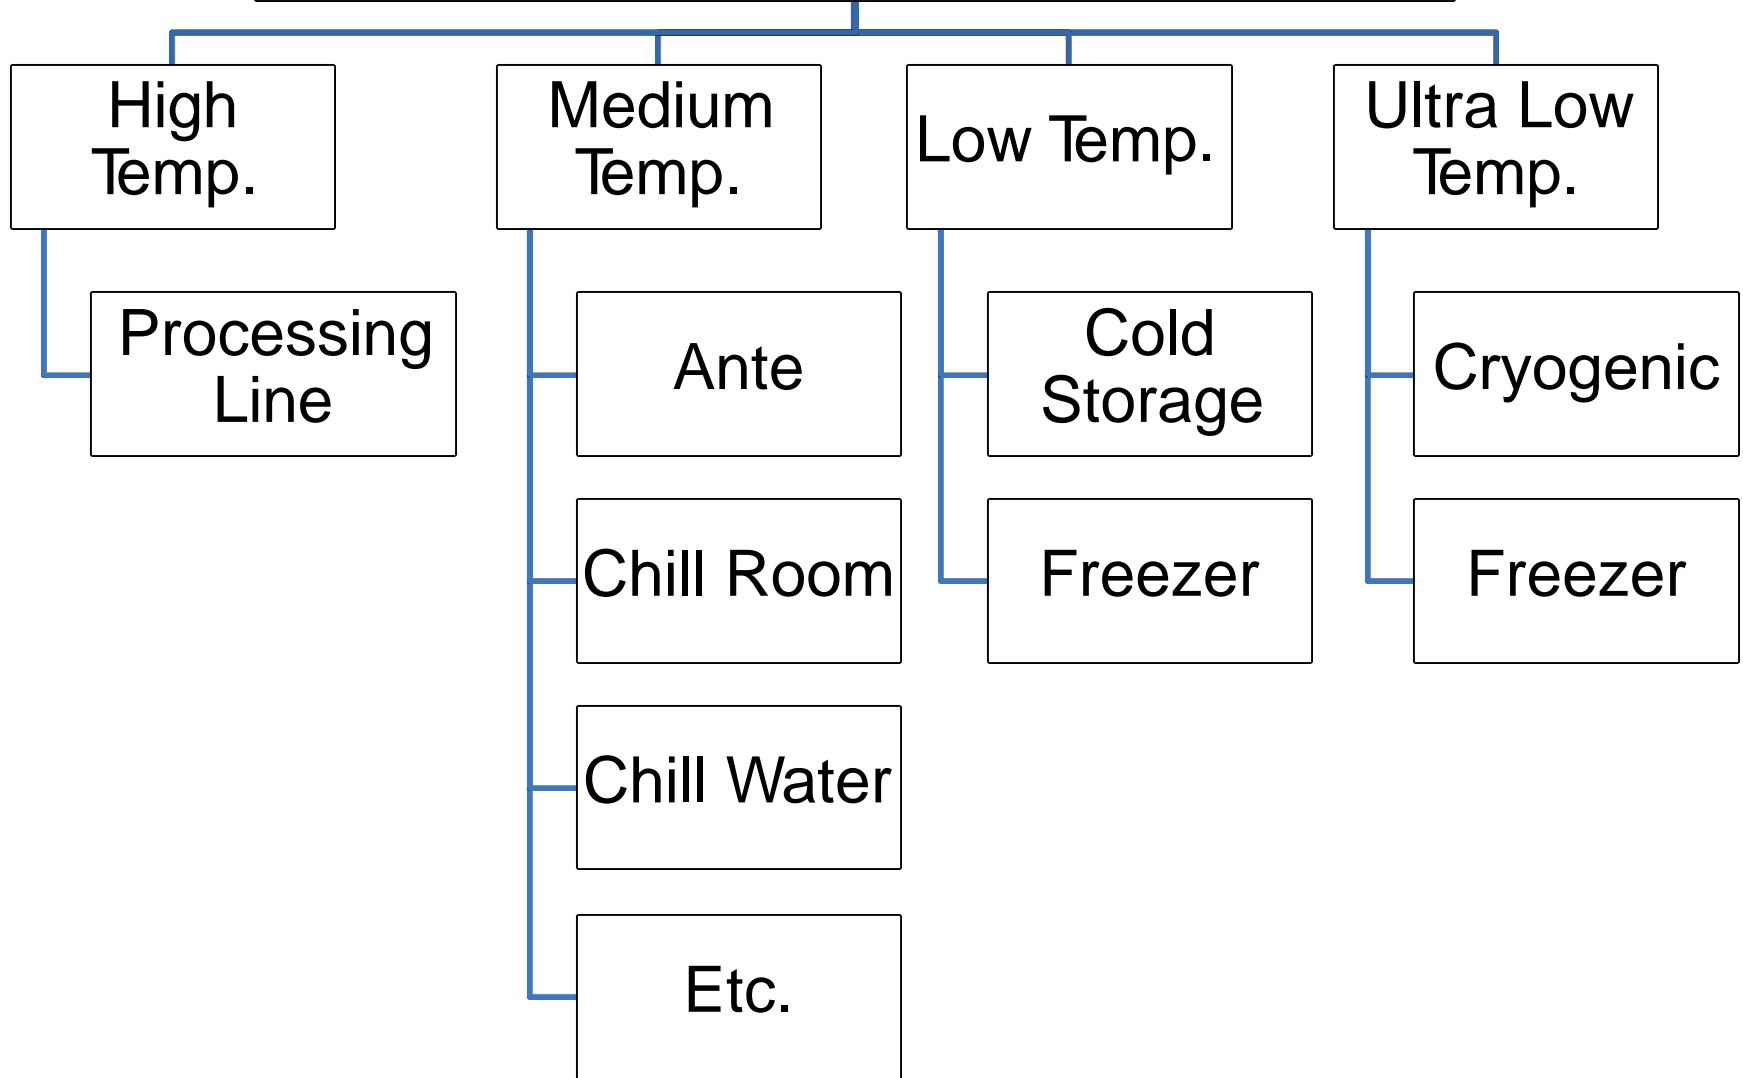 High
Temp.
Processing
Line
Medium
Temp.
Ante
Chill Room
Chill Water
Etc.
Low Temp.
Cold
Storage
Freezer
Ultra Low
Temp.
Cryogenic
Freezer